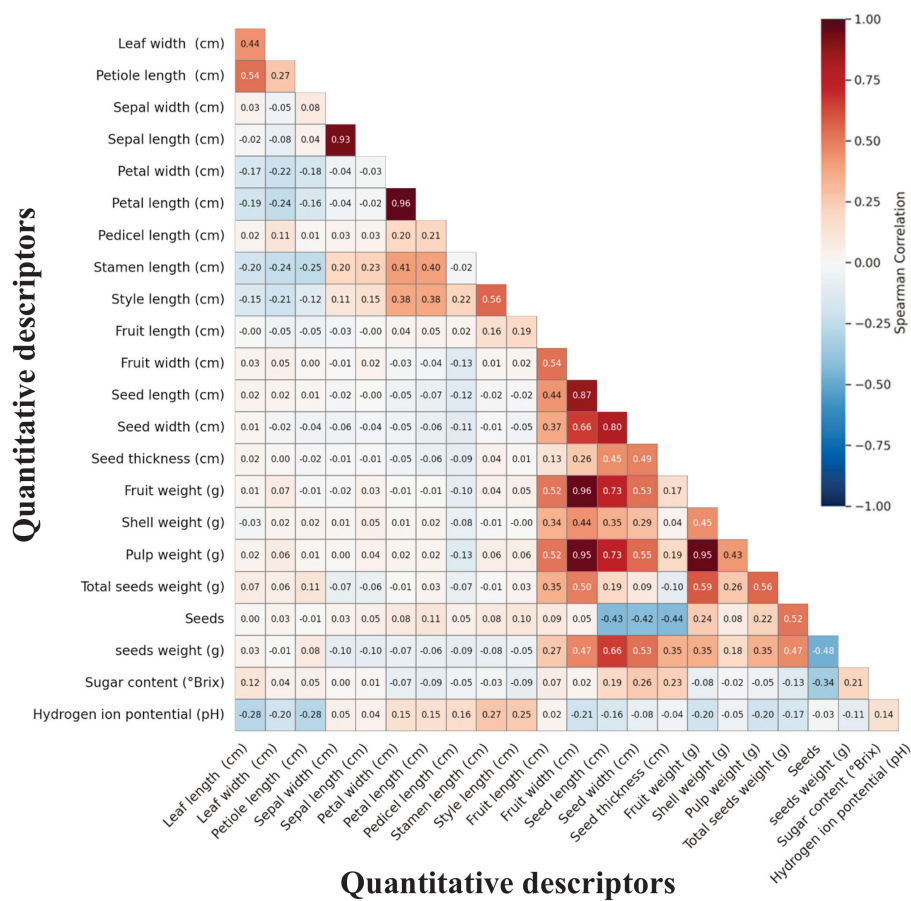 Quantitative descriptors
Leaf width (cm) 0.44
Petiole length (cm) 0.54 0.27
Sepal width (cm) 0.03 -0.05 0.08
Sepal length (cm) -0.02 -0.08 0.04 0.93
Petal width (cm) -0.17 -0.22 -0.18 -0.04 -0.03
Petal length (cm) -0.19 -0.24 -0.16 -0.04 -0.02 0.96
Pedicel length (cm) 0.02 0.11 0.01 0.03 0.03 0.20 0.21
Stamen length (cm) -0.20 -0.24 -0.25 0.20 0.23 0.41 0.40 -0.02
Style length (cm) -0.15 -0.21 -0.12 0.11 0.15 0.38 0.38 0.22 0.56
Fruit length (cm) -0.00 -0.05 -0.05 -0.03 -0.00 0.04 0.05 0.02 0.16 0.19
Fruit width (cm) 0.03 0.05 0.00 -0.01 0.02 -0.03 -0.04 -0.13 0.01 0.02 0.54
Seed length (cm) 0.02 0.02 0.01 -0.02 -0.00 -0.05 -0.07 -0.12 -0.02 -0.02 0.44 0.87
Seed width (cm) 0.01 -0.02 -0.04 -0.06 -0.04 -0.05 -0.06 -0.11 -0.01 -0.05 0.37 0.66 0.80
Seed thickness (cm) 0.02 0.00 -0.02 -0.01 -0.01 -0.05 -0.06 -0.09 0.04 0.01 0.13 0.26 0.45 0.49
Fruit weight (g) 0.01 0.07 -0.01 -0.02 0.03 -0.01 -0.01 -0.10 0.04 0.05 0.52 0.96 0.73 0.53 0.17
Shell weight (g) -0.03 0.02 0.02 0.01 0.05 0.01 0.02 -0.08 -0.01 -0.00 0.34 0.44 0.35 0.29 0.04 0.45
Pulp weight (g) 0.02 0.06 0.01 0.00 0.04 0.02 0.02 -0.13 0.06 0.06 0.52 0.95 0.73 0.55 0.19 0.95 0.43
Total seeds weight (g) 0.07 0.06 0.11 -0.07 -0.06 -0.01 0.03 -0.07 -0.01 0.03 0.35 0.50 0.19 0.09 -0.10 0.59 0.26 0.56
Seeds 0.00 0.03 -0.01 0.03 0.05 0.08 0.11 0.05 0.08 0.10 0.09 0.05 -0.43 -0.42 -0.44 0.24 0.08 0.22 0.52
seeds weight (g) 0.03 -0.01 0.08 -0.10 -0.10 -0.07 -0.06 -0.09 -0.08 -0.05 0.27 0.47 0.66 0.53 0.35 0.35 0.18 0.35 0.47 -0.48
Sugar content (°Brix) 0.12 0.04 0.05 0.00 0.01 -0.07 -0.09 -0.05 -0.03 -0.09 0.07 0.02 0.19 0.26 0.23 -0.08 -0.02 -0.05 -0.13 -0.34 0.21
Hydrogen ion pontential (pH) -0.28 -0.20 -0.28 0.05 0.04 0.15 0.15 0.16 0.27 0.25 0.02 -0.21 -0.16 -0.08 -0.04 -0.20 -0.05 -0.20 -0.17 -0.03 -0.11 0.14
Leaf length (cm)
Leaf width (cm)
Petiole length (cm)
Sepal width (cm)
Sepal length (cm)
Petal width (cm)
Petal length (cm)
Pedicel length (cm)
Stamen length (cm)
Style length (cm)
Fruit length (cm)
Fruit width (cm)
Seed length (cm)
Seed width (cm)
Seed thickness (cm)
Fruit weight (g)
Shell weight (g)
Pulp weight (g)
Total seeds weight (g)
Seeds
seeds weight (g)
Sugar content (°Brix)
Hydrogen ion pontential (pH)
Quantitative descriptors
1.00
0.75
0.50
0.25
0.00
−0.25
−0.50
−0.75
−1.00
Spearman Correlation